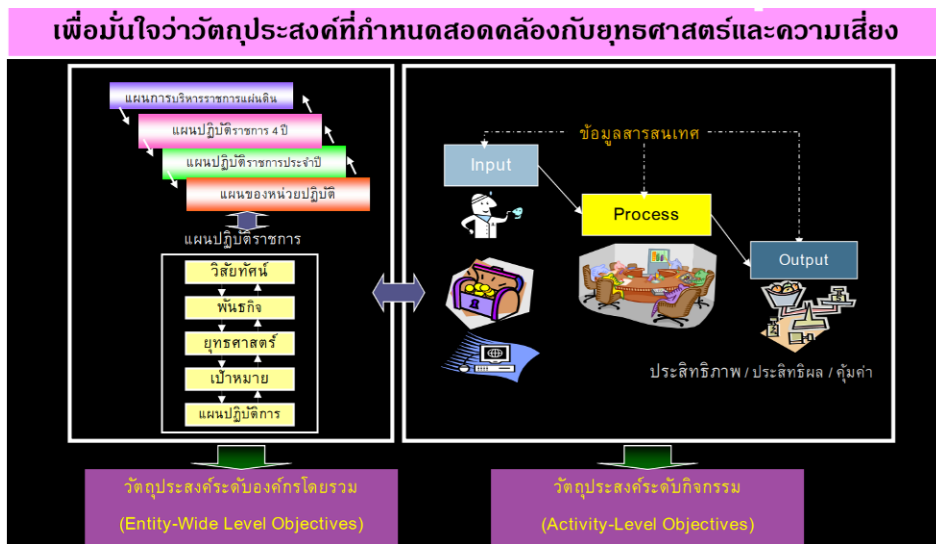 เพื่อมั่นใจว่าวัตถุประสงค์ที่กำหนดสอดคล้องกับยุทธศาสตร์และความเสี่ยง
แผนการบริหารราชการแผ่นดิน
แผนปฏิบัติราชการ 4 ปี
แผนปฏิบัติราชการประจำปี
แผนของหน่วยปฏิบัติ
แผนปฏิบัติราชการ
วิสัยทัศน์
พันธกิจ
ยุทธศาสตร์
เป้าหมาย
แผนปฏิบัติการ
ข้อมูลสารสนเทศ
Input
Process
Output
ประสิทธิภาพ / ประสิทธิผล / คุ้มค่า
วัตถุประสงค์ระดับองค์กรโดยรวม
(Entity-Wide Level Objectives)
วัตถุประสงค์ระดับกิจกรรม
(Activity-Level Objectives)